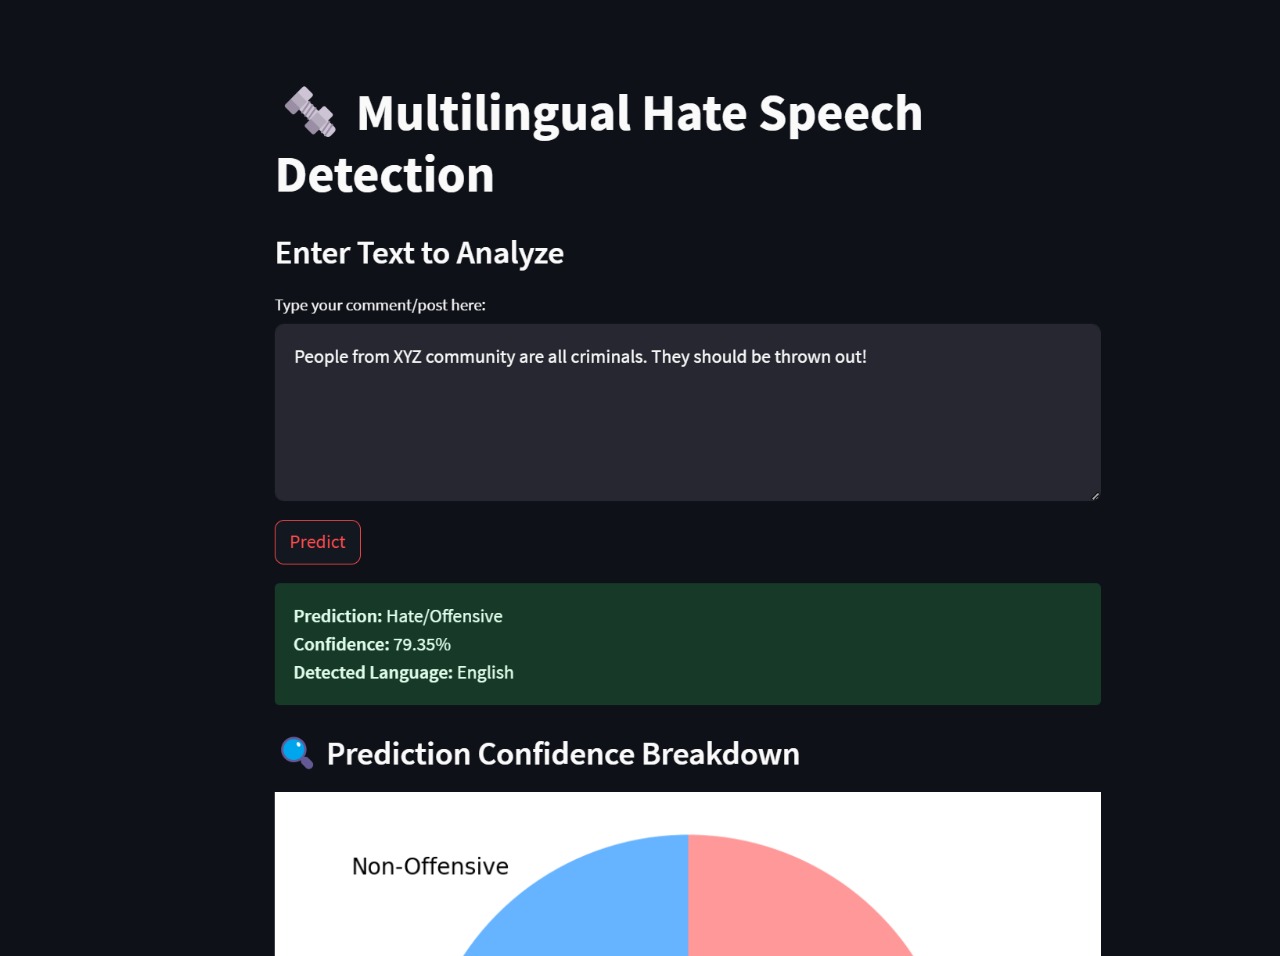 Multilingual Hate Speech
Detection
Enter Text to Analyze
Type your comment/post here:
People from XYZ community are all criminals. They should be thrown out!
Predict
Prediction: Hate/Offensive
Confidence: 79.35%
Detected Language: English
Prediction Confidence Breakdown
Non-Offensive